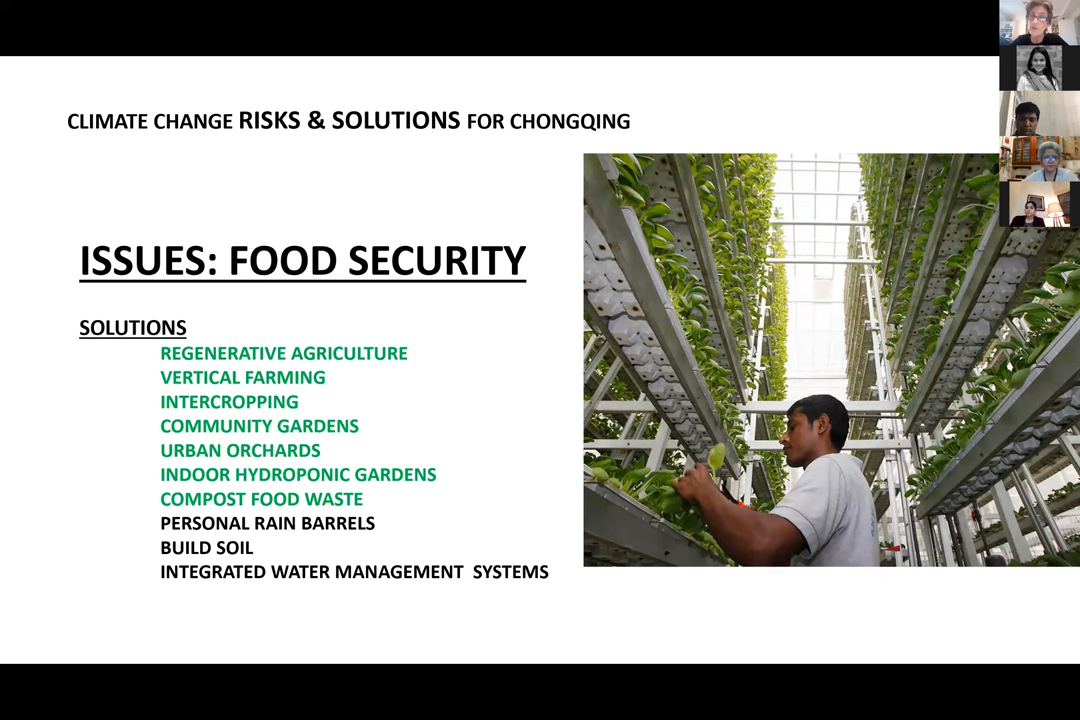 CLIMATE CHANGE RISKS & SOLUTIONS FOR CHONGQING
ISSUES: FOOD SECURITY
SOLUTIONS
REGENERATIVE AGRICULTURE
VERTICAL FARMING
INTERCROPPING
COMMUNITY GARDENS
URBAN ORCHARDS
INDOOR HYDROPONIC GARDENS
COMPOST FOOD WASTE
PERSONAL RAIN BARRELS
BUILD SOIL
INTEGRATED WATER MANAGEMENT SYSTEMS